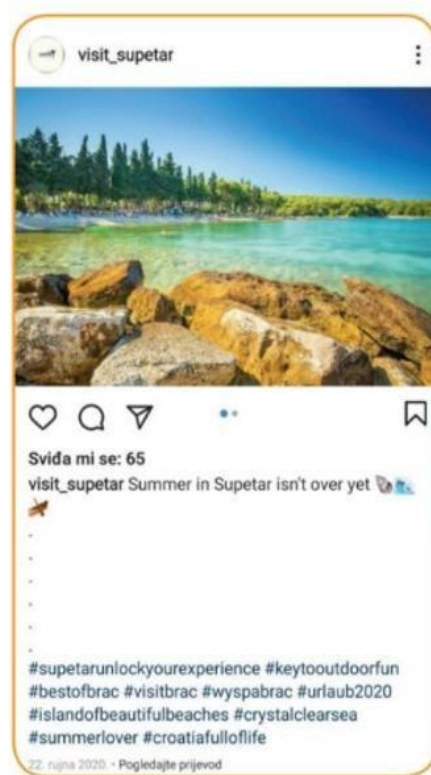 visit_supetar
Sviđa mi se: 65
visit_supetar Summer in Supetar isn't over yet
.
.
.
.
.
.
#supetarunlockyourexperience #keytooutdoorfun
#bestofbrac #visitbrac #wyspabrac #urlaub2020
#islandofbeautifulbeaches #crystalclearsea
#summerlover #croatiafulloflife
22. rujna 2020. • Pogledajte prijevod